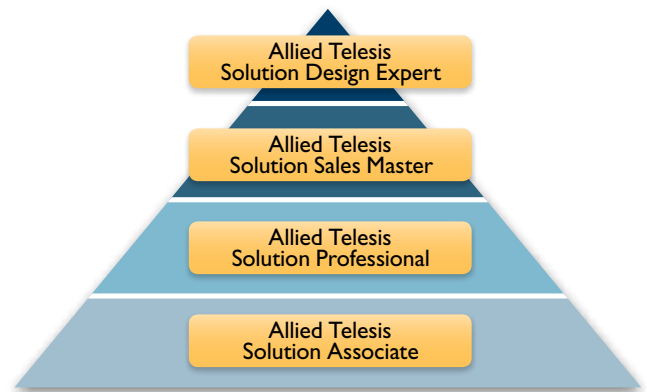 Allied Telesis
Solution Design Expert
Allied Telesis
Solution Sales Master
Allied Telesis
Solution Professional
Allied Telesis
Solution Associate